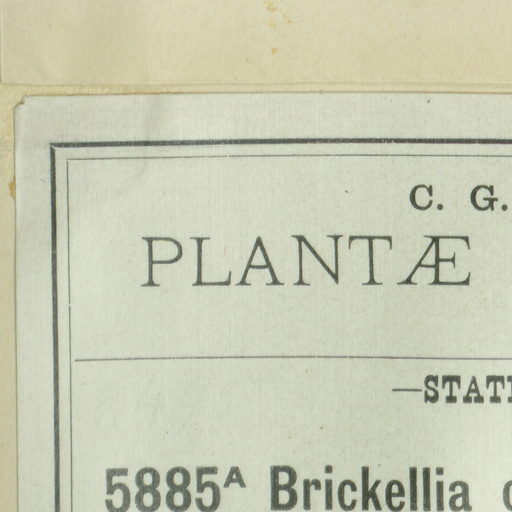 C. G.
PLANTÆ
—STAT
5885ᴬ Brickellia